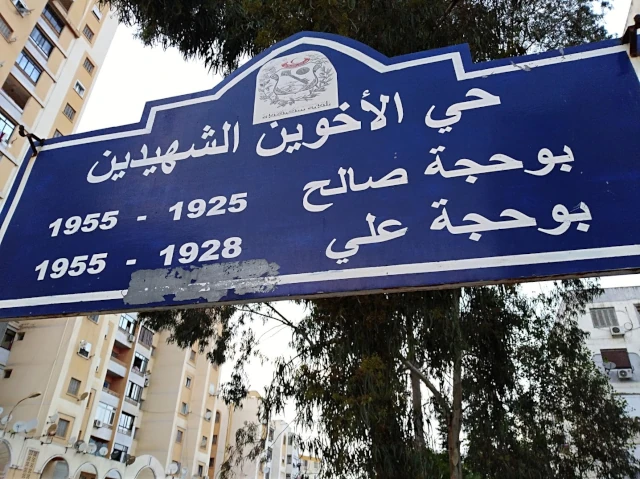 حي الأخوين الشهيدين
بوحجة صالح 1925 - 1955
بوحجة علي 1928 - 1955